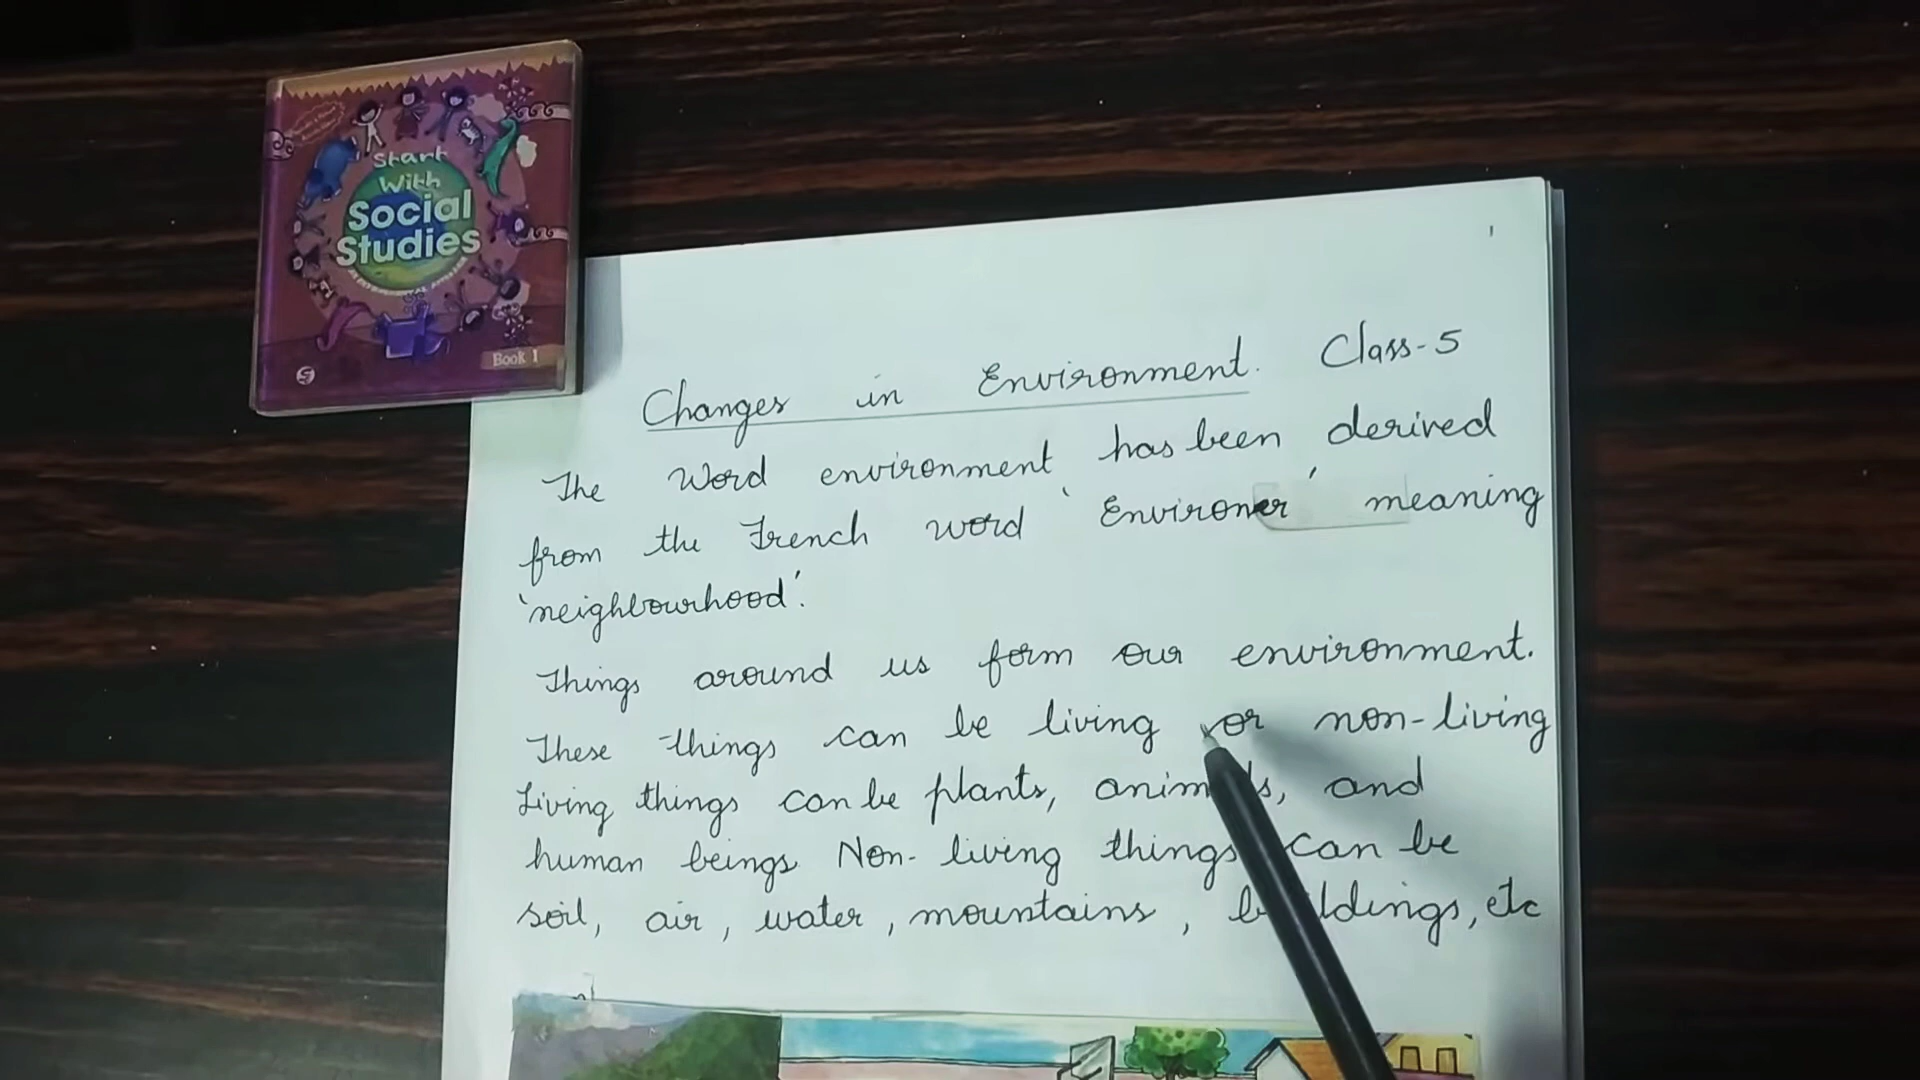 Start
With
Social
Studies
Book 1
Changes in Environment. Class-5
The Word environment has been derived
from the French word 'Environer' meaning
'neighbourhood'.
Things around us form our environment.
These things can be living or non-living
Living things can be plants, animals, and
human beings. Non-living things can be
soil, air, water, mountains, buildings, etc